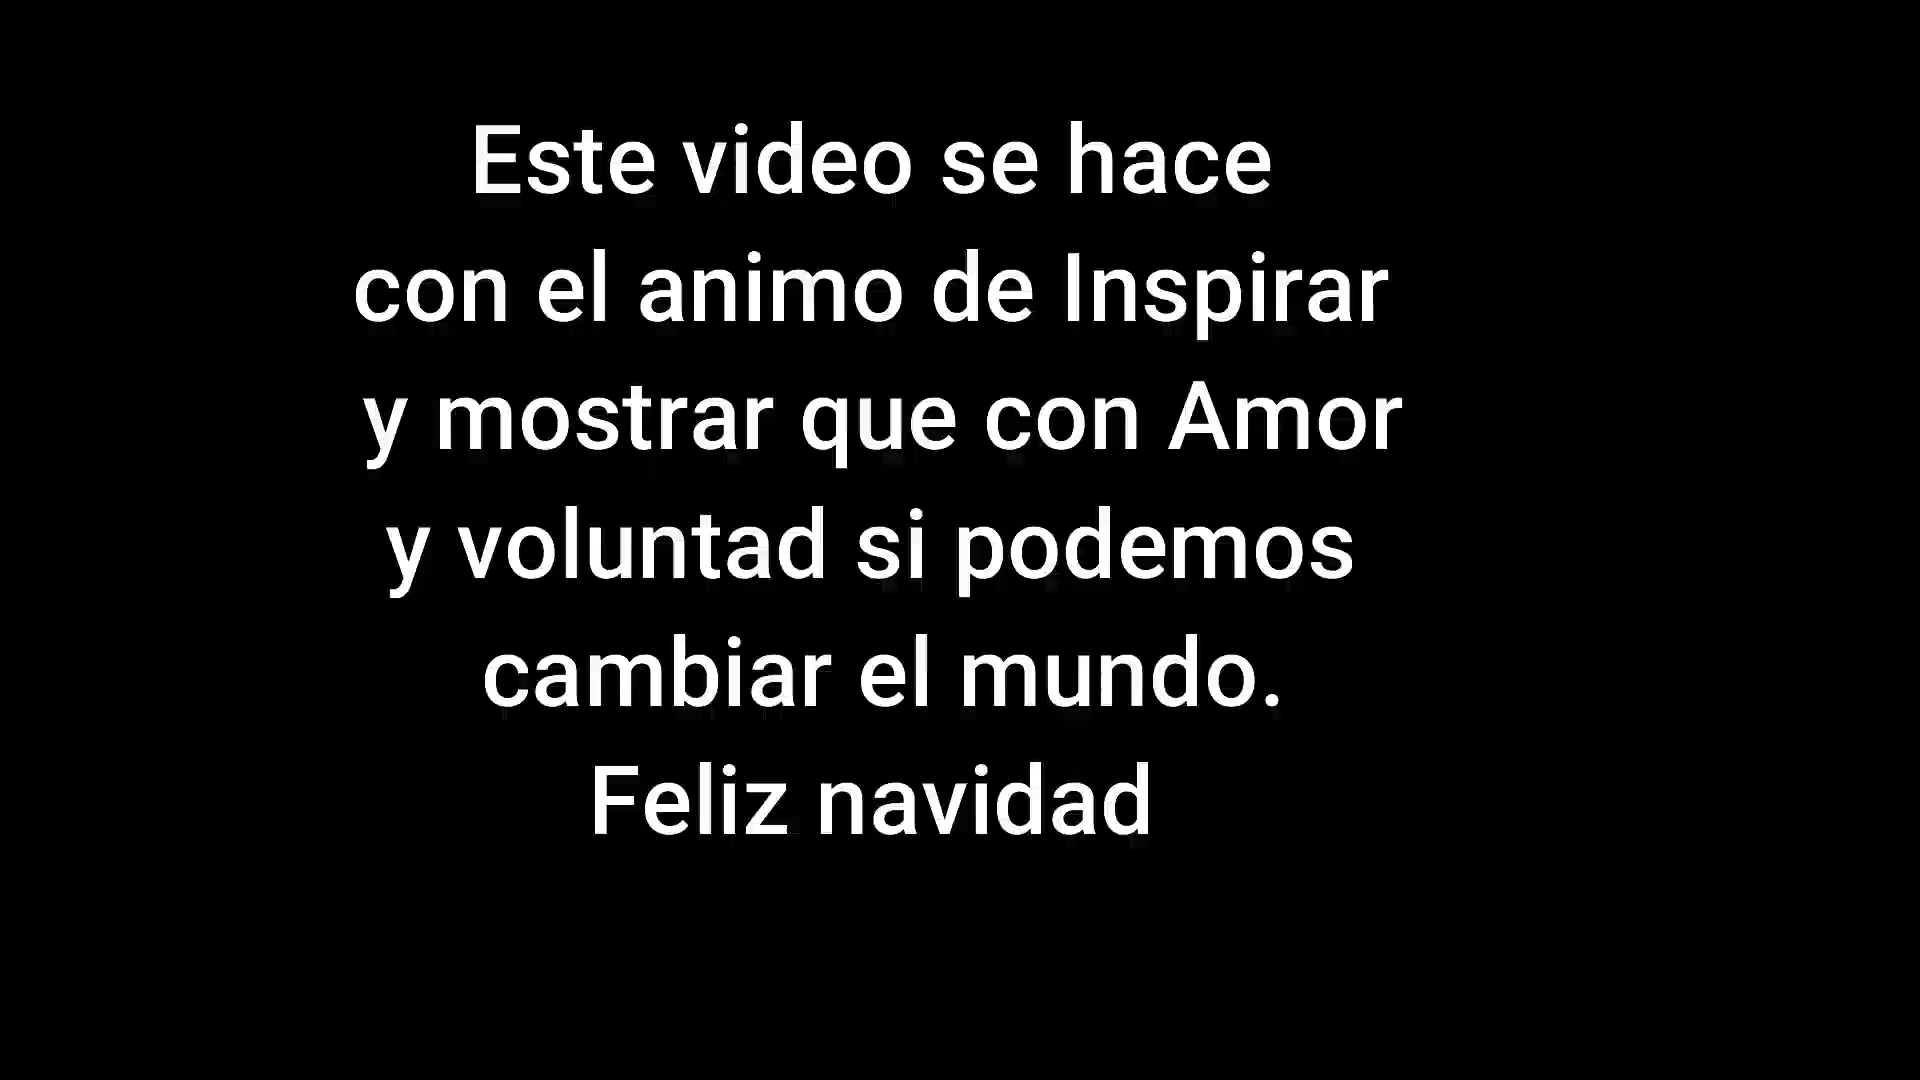 Este video se hace
con el animo de Inspirar
y mostrar que con Amor
y voluntad si podemos
cambiar el mundo.
Feliz navidad